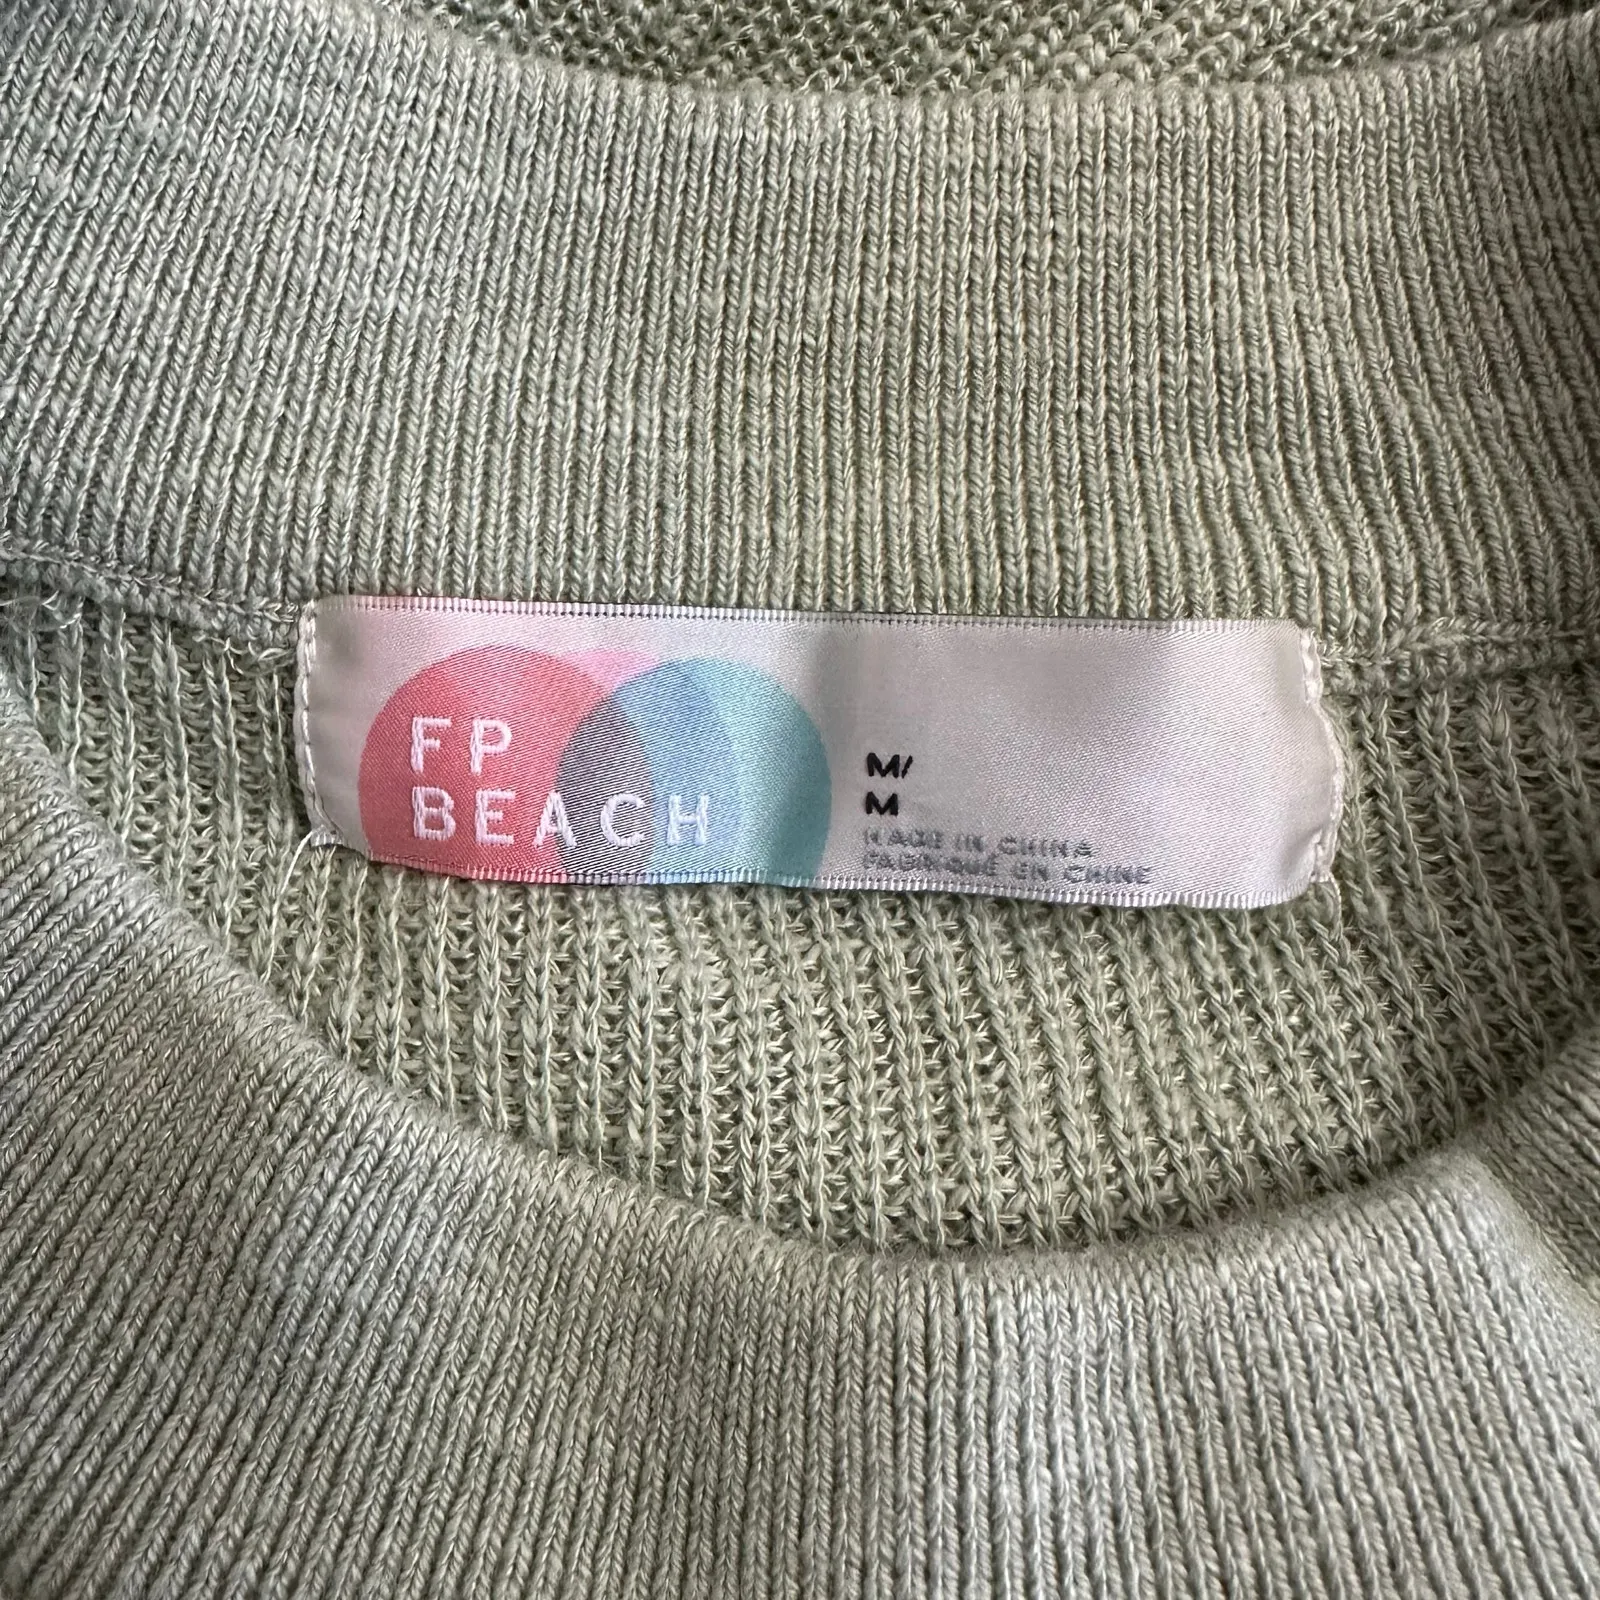 FP
BEACH
M/
M
MADE IN CHINA
FABRIQUÉ EN CHINE